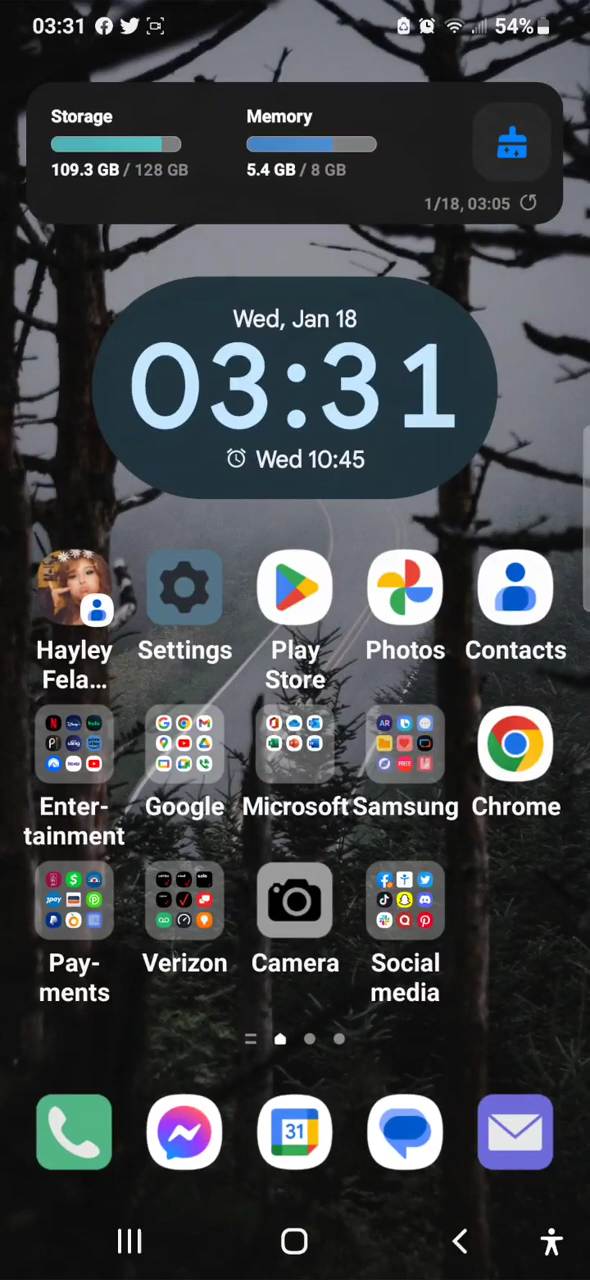 03:31
54%
Storage
Memory
109.3 GB / 128 GB
5.4 GB / 8 GB
1/18, 03:05
Wed, Jan 18
03:31
Wed 10:45
Hayley
Fela...
Settings
Play
Store
Photos
Contacts
Enter-
tainment
Google
Microsoft
Samsung
Chrome
Pay-
ments
Verizon
Camera
Social
media
31